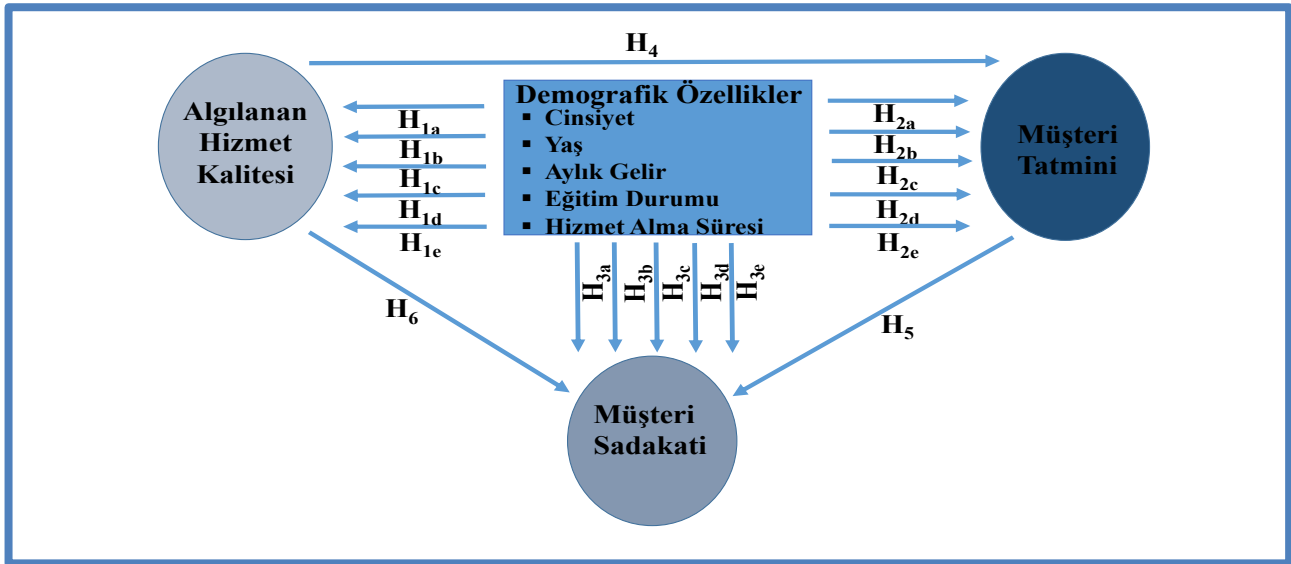 H4
Algılanan
Hizmet
Kalitesi
H1a
H1b
H1c
H1d
H1e
Demografik Özellikler
▪ Cinsiyet
▪ Yaş
▪ Aylık Gelir
▪ Eğitim Durumu
▪ Hizmet Alma Süresi
H2a
H2b
H2c
H2d
H2e
Müşteri
Tatmini
H3a
H3b
H3c
H3d
H3e
H6
H5
Müşteri
Sadakati